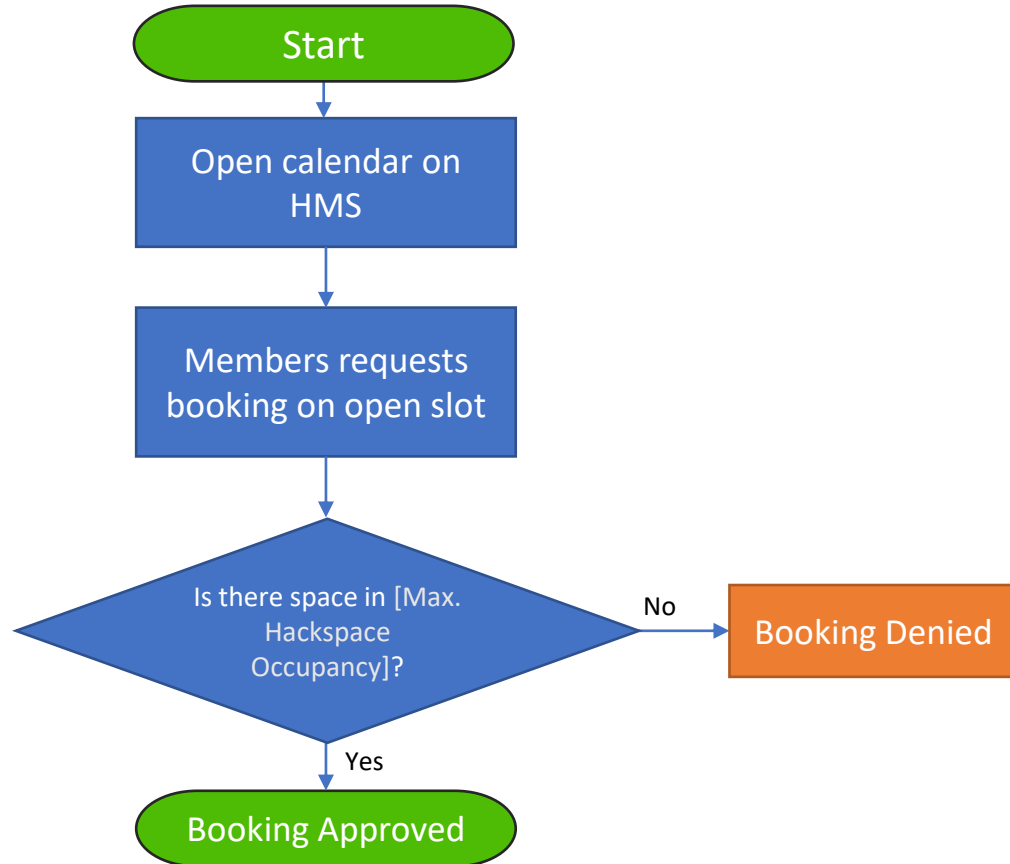 Start
Open calendar on
HMS
Members requests
booking on open slot
Is there space in [Max.
Hackspace
Occupancy]?
No
Booking Denied
Yes
Booking Approved